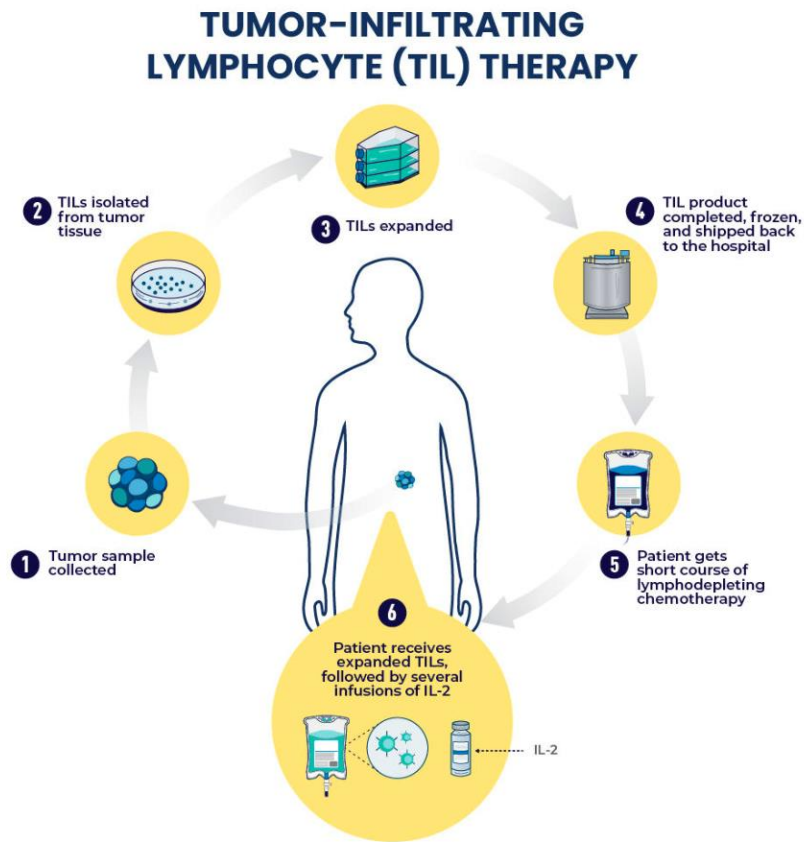 TUMOR-INFILTRATING
LYMPHOCYTE (TIL) THERAPY
1 Tumor sample
collected
2 TILs isolated
from tumor
tissue
3 TILs expanded
4 TIL product
completed, frozen,
and shipped back
to the hospital
5 Patient gets
short course of
lymphodepleting
chemotherapy
6
Patient receives
expanded TILs,
followed by several
infusions of IL-2
IL-2